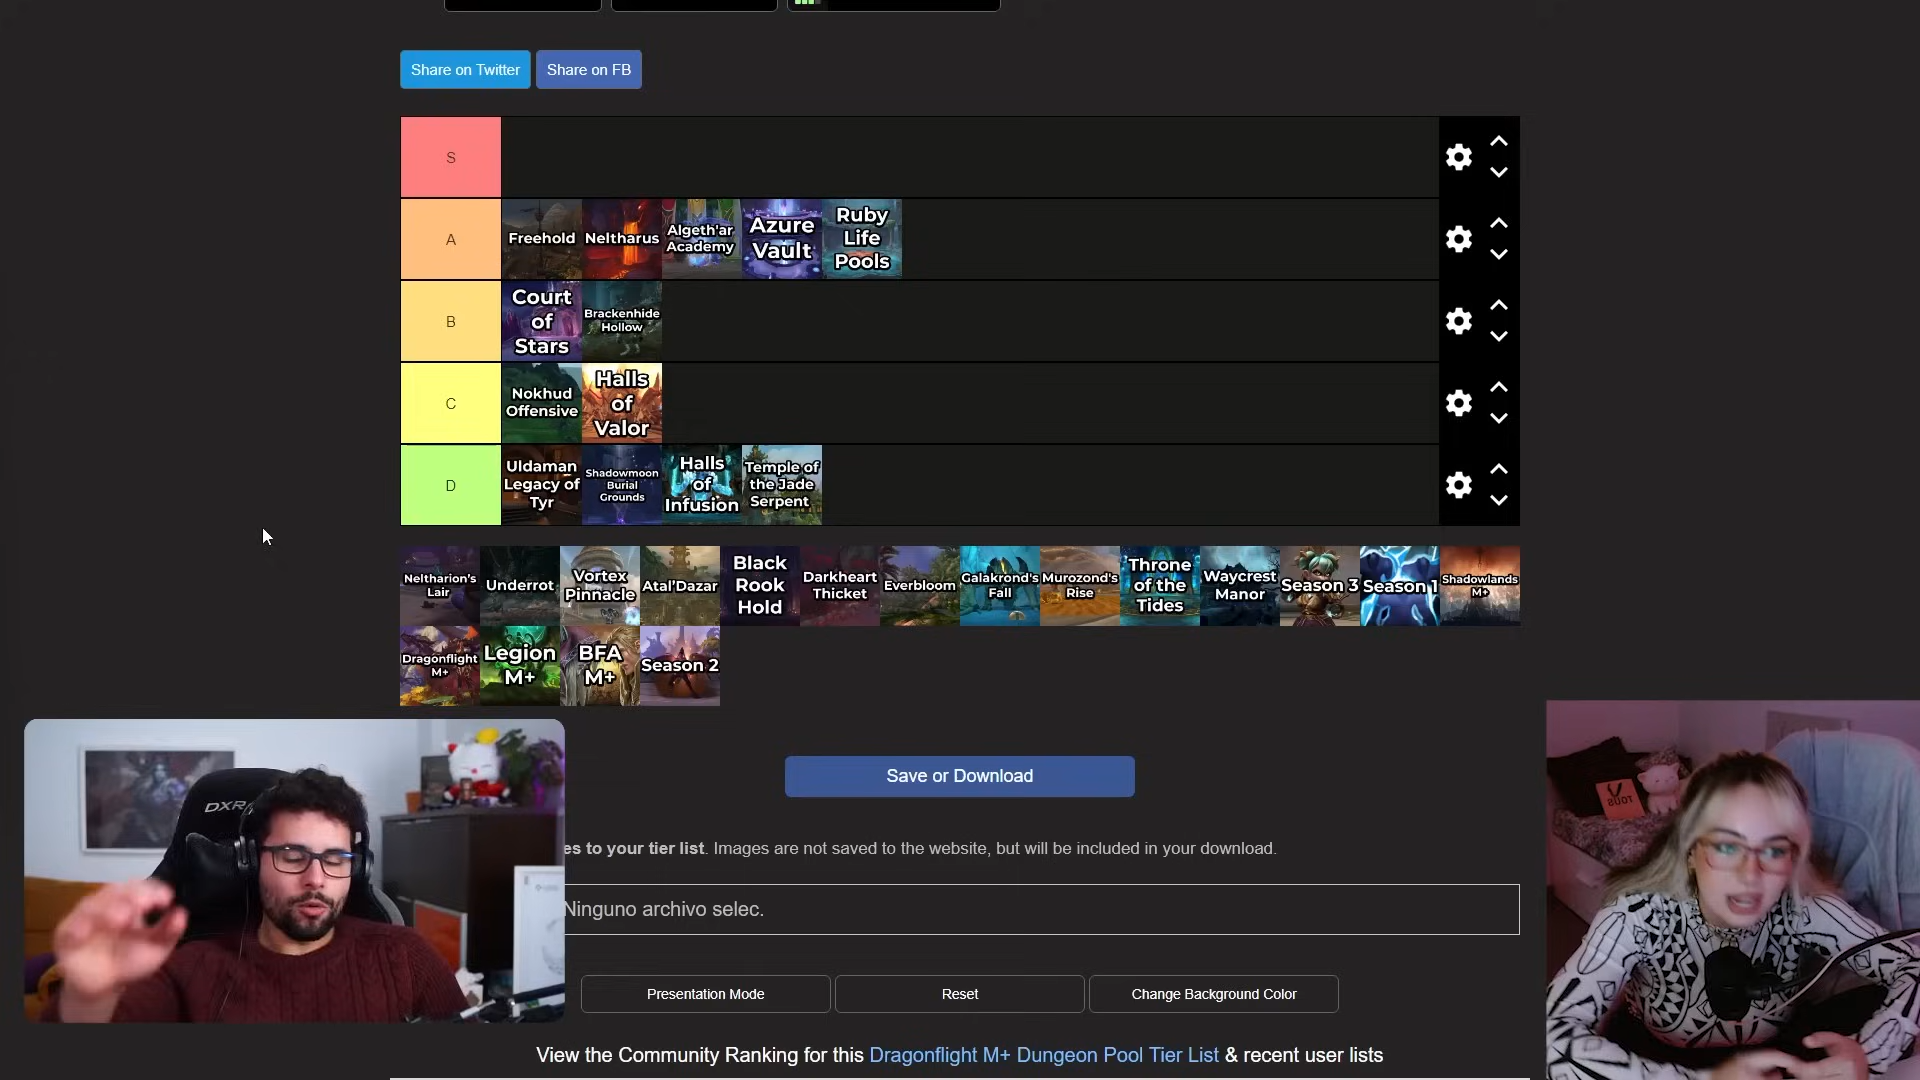 Share on Twitter
Share on FB
S
A
Freehold
Neltharus
Algeth'ar
Academy
Azure
Vault
Ruby
Life
Pools
B
Court
of
Stars
Brackenhide
Hollow
C
Nokhud
Offensive
Halls
of
Valor
D
Uldaman
Legacy of
Tyr
Shadowmoon
Burial
Grounds
Halls
of
Infusion
Temple of
the Jade
Serpent
Neltharion's
Lair
Underrot
Vortex
Pinnacle
Atal'Dazar
Black
Rook
Hold
Darkheart
Thicket
Everbloom
Galakrond's
Fall
Murozond's
Rise
Throne
of the
Tides
Waycrest
Manor
Season 3
Season 1
Shadowlands
M+
Dragonflight
M+
Legion
M+
BFA
M+
Season 2
Save or Download
es to your tier list. Images are not saved to the website, but will be included in your download.
Ninguno archivo selec.
Presentation Mode
Reset
Change Background Color
View the Community Ranking for this Dragonflight M+ Dungeon Pool Tier List & recent user lists
DXR